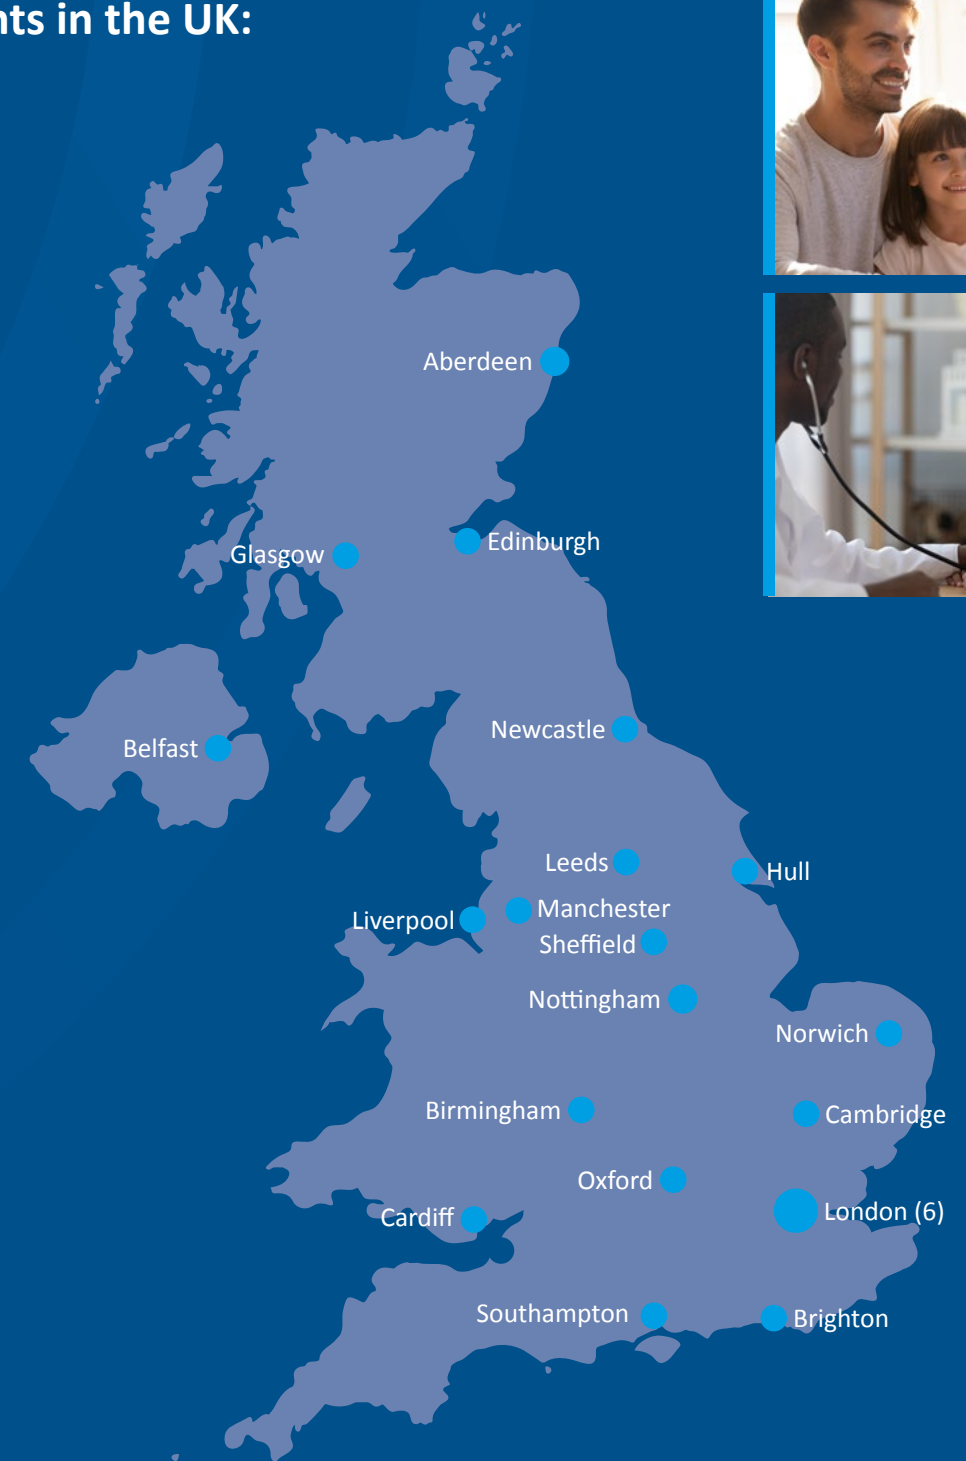 in the UK:
Aberdeen
Edinburgh
Glasgow
Newcastle
Belfast
Leeds
Hull
Manchester
Liverpool
Sheffield
Nottingham
Norwich
Birmingham
Cambridge
Oxford
London (6)
Cardiff
Southampton
Brighton